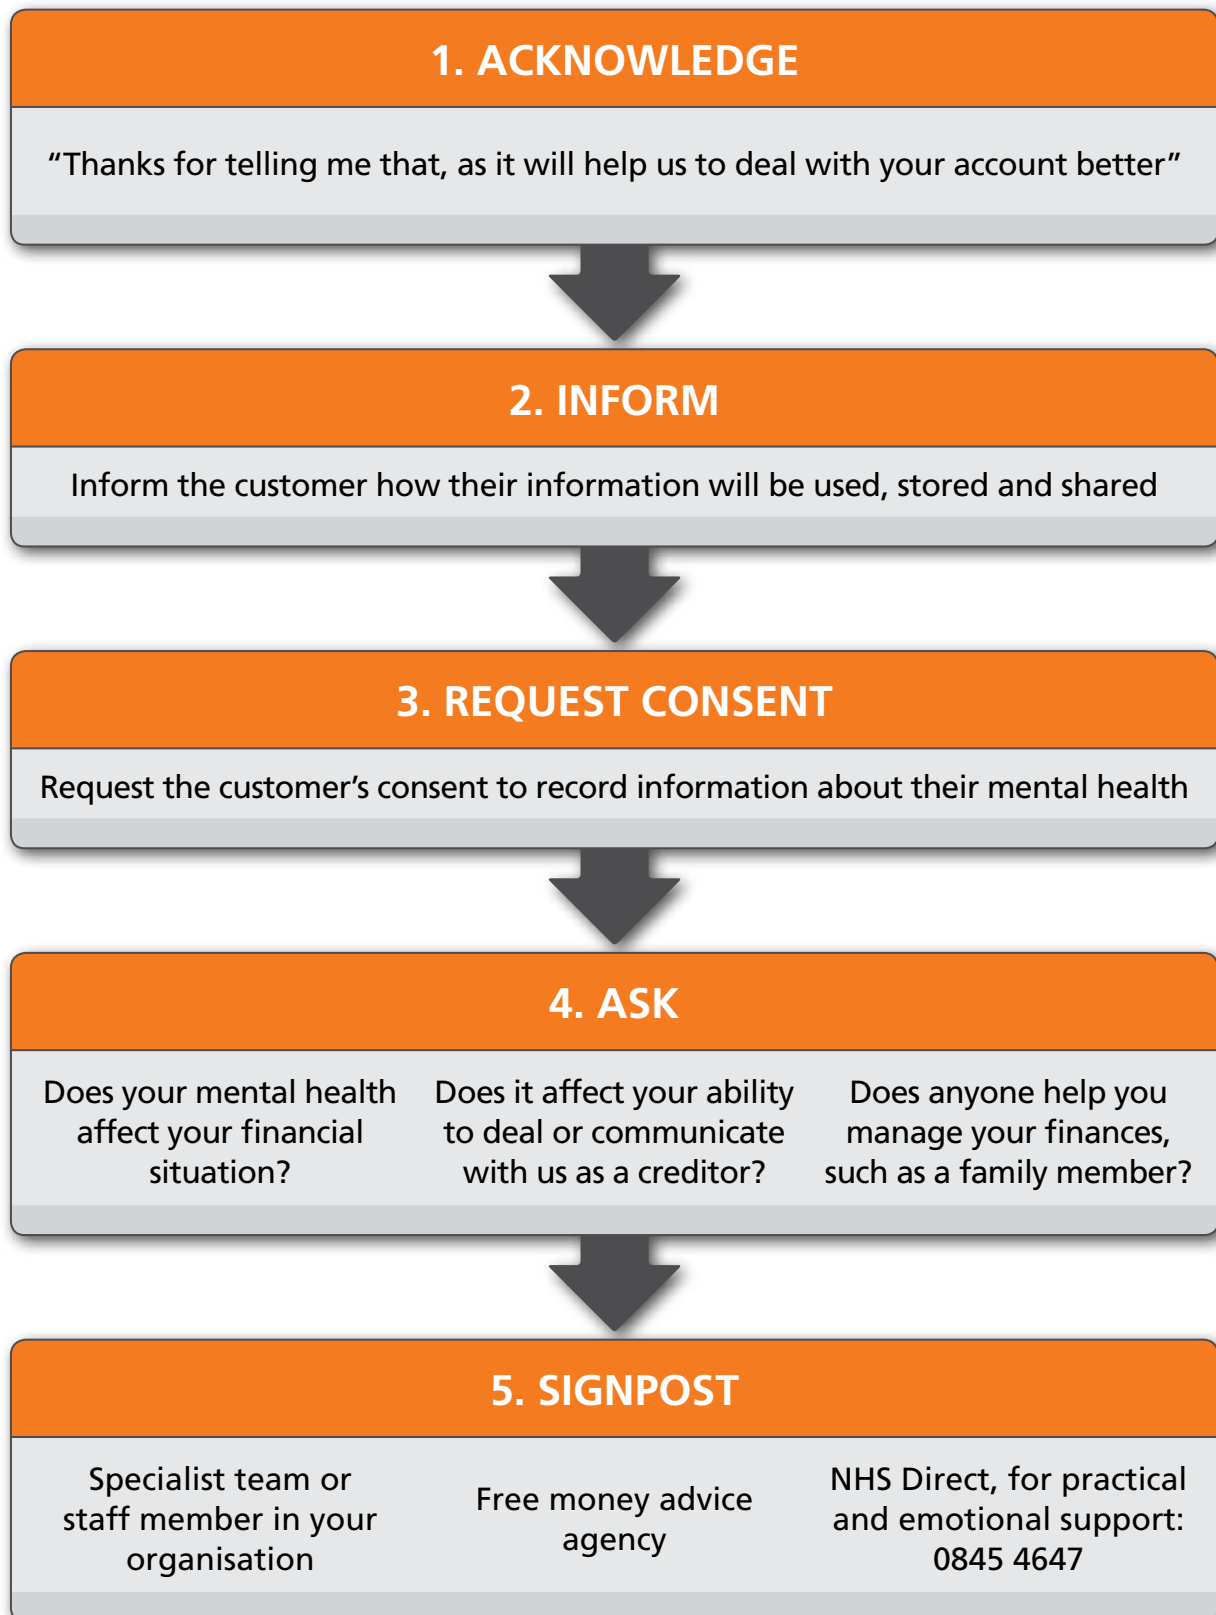 1. ACKNOWLEDGE
“Thanks for telling me that, as it will help us to deal with your account better”
2. INFORM
Inform the customer how their information will be used, stored and shared
3. REQUEST CONSENT
Request the customer’s consent to record information about their mental health
4. ASK
Does your mental health
affect your financial
situation?
Does it affect your ability
to deal or communicate
with us as a creditor?
Does anyone help you
manage your finances,
such as a family member?
5. SIGNPOST
Specialist team or
staff member in your
organisation
Free money advice
agency
NHS Direct, for practical
and emotional support:
0845 4647